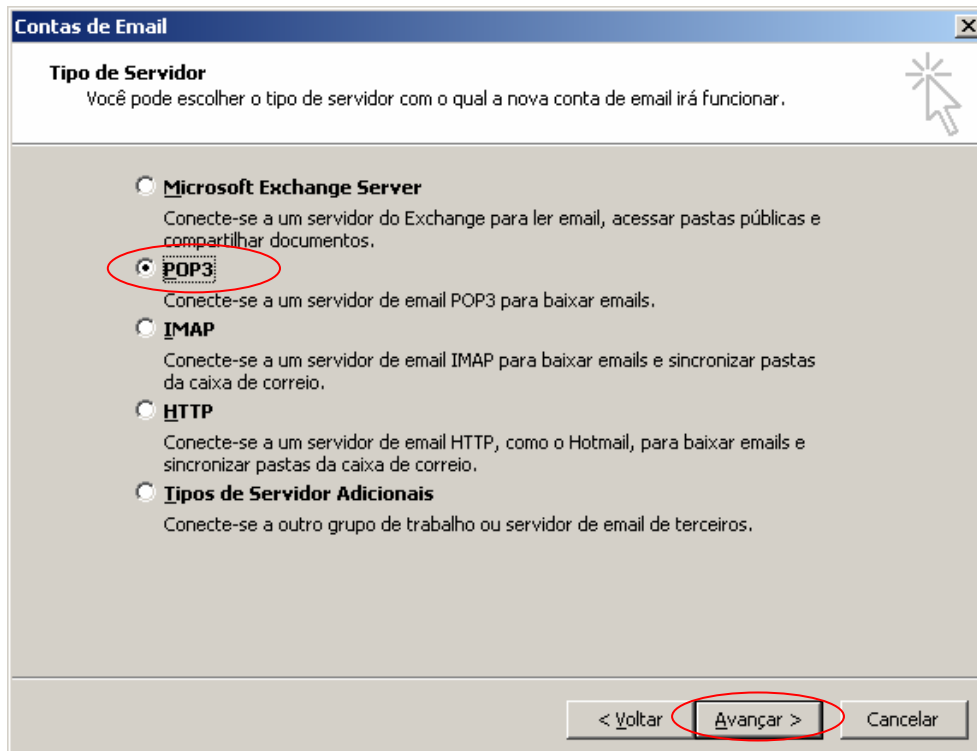 Contas de Email
Tipo de Servidor
Você pode escolher o tipo de servidor com o qual a nova conta de email irá funcionar.
Microsoft Exchange Server
Conecte-se a um servidor do Exchange para ler email, acessar pastas públicas e
compartilhar documentos.
POP3
Conecte-se a um servidor de email POP3 para baixar emails.
IMAP
Conecte-se a um servidor de email IMAP para baixar emails e sincronizar pastas
da caixa de correio.
HTTP
Conecte-se a um servidor de email HTTP, como o Hotmail, para baixar emails e
sincronizar pastas da caixa de correio.
Tipos de Servidor Adicionais
Conecte-se a outro grupo de trabalho ou servidor de email de terceiros.
< Voltar Avançar > Cancelar